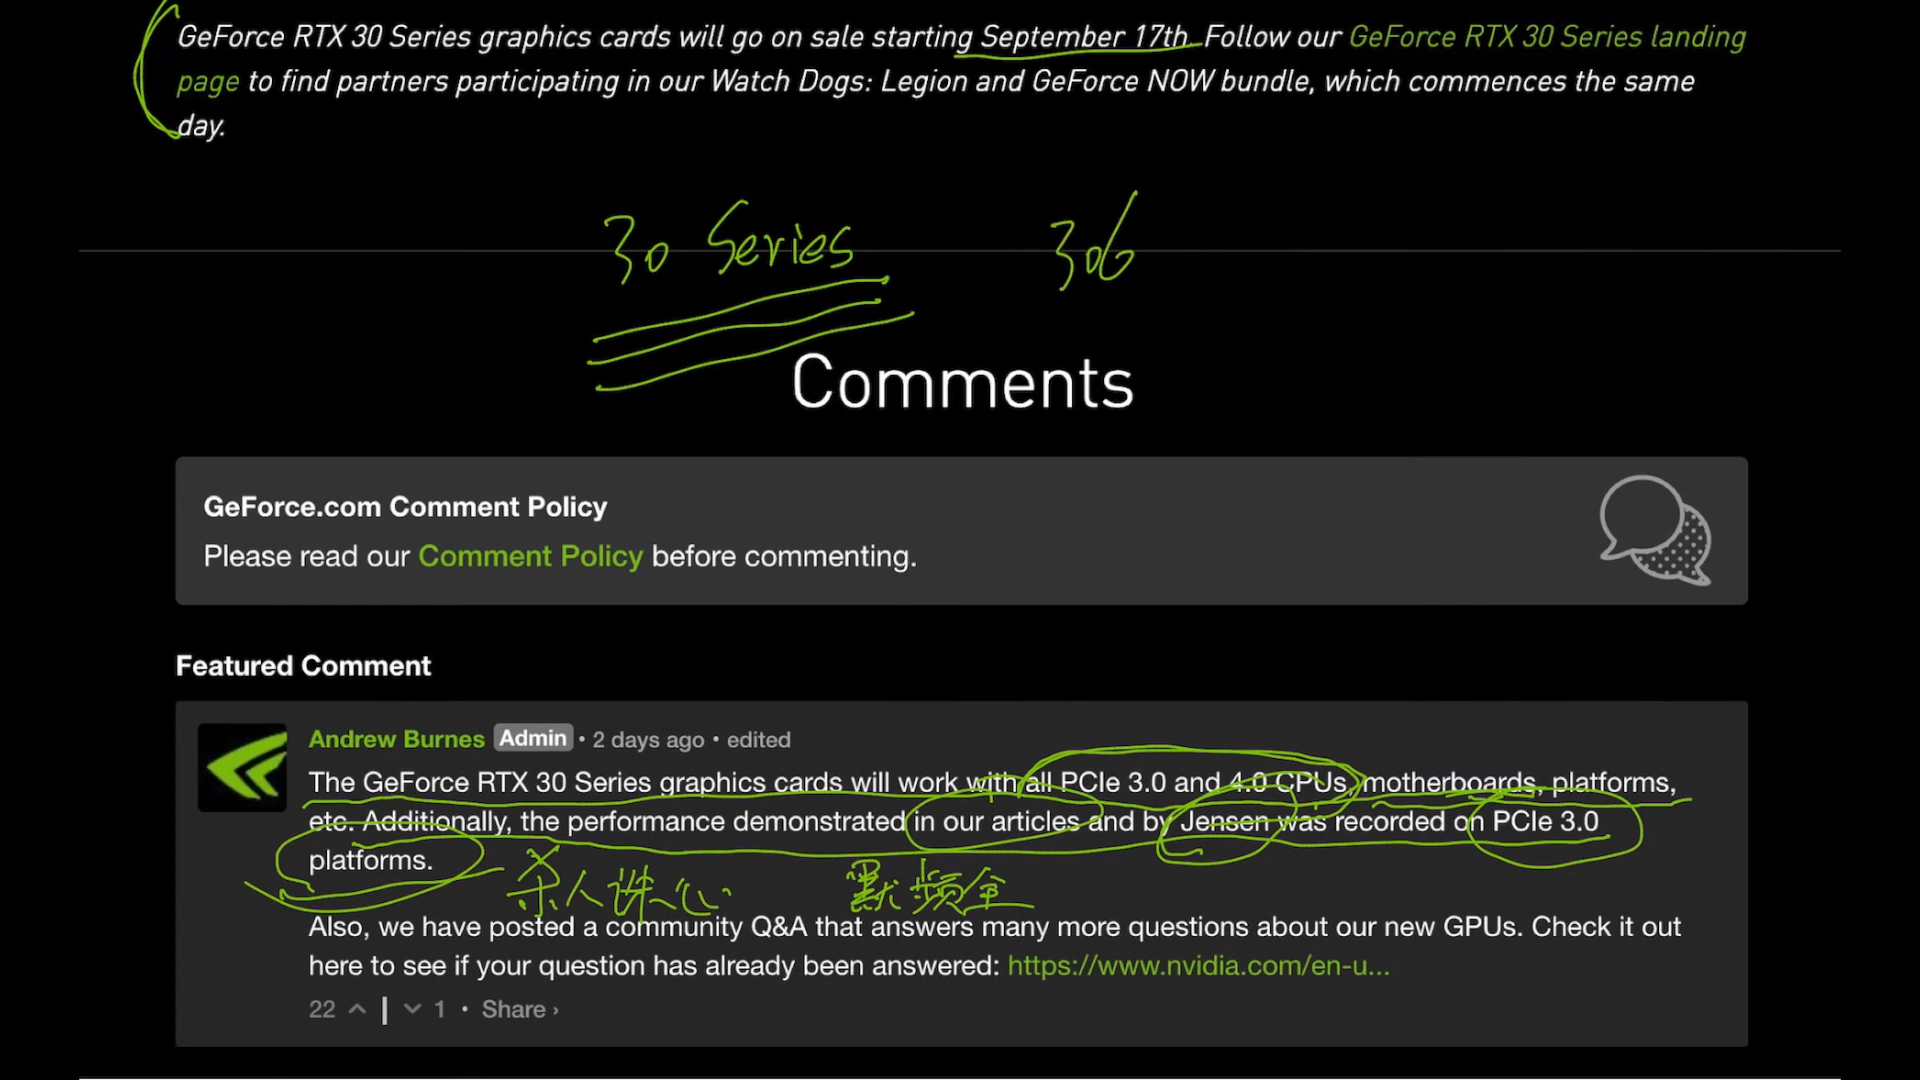 GeForce RTX 30 Series graphics cards will go on sale starting September 17th. Follow our GeForce RTX 30 Series landing
page to find partners participating in our Watch Dogs: Legion and GeForce NOW bundle, which commences the same
day.
30 Series 306
Comments
GeForce.com Comment Policy
Please read our Comment Policy before commenting.
Featured Comment
Andrew Burnes Admin • 2 days ago • edited
The GeForce RTX 30 Series graphics cards will work with all PCIe 3.0 and 4.0 CPUs, motherboards, platforms,
etc. Additionally, the performance demonstrated in our articles and by Jensen was recorded on PCIe 3.0
platforms.
杀人诛心 默频全
Also, we have posted a community Q&A that answers many more questions about our new GPUs. Check it out
here to see if your question has already been answered: https://www.nvidia.com/en-u...
22 | 1 • Share ›